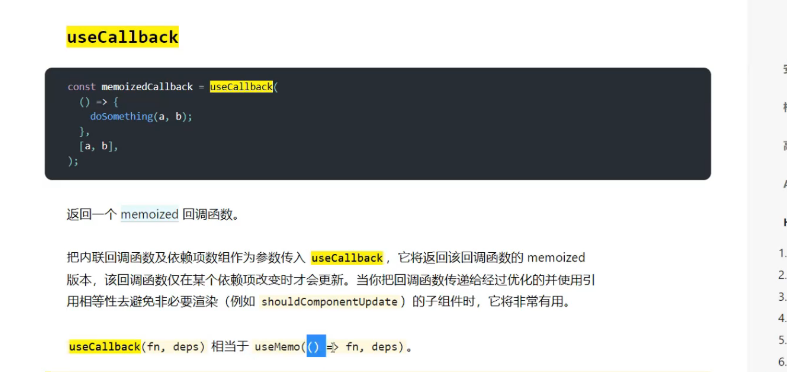 useCallback
const memoizedCallback = useCallback(
() => {
doSomething(a, b);
},
[a, b],
);
返回一个 memoized 回调函数。
把内联回调函数及依赖项数组作为参数传入 useCallback，它将返回该回调函数的 memoized
版本，该回调函数仅在某个依赖项改变时才会更新。当你把回调函数传递给经过优化的并使用引
用相等性去避免非必要渲染（例如 shouldComponentUpdate）的子组件时，它将非常有用。
useCallback(fn, deps) 相当于 useMemo(() => fn, deps)。
1.
2.
3.
4.
5.
6.